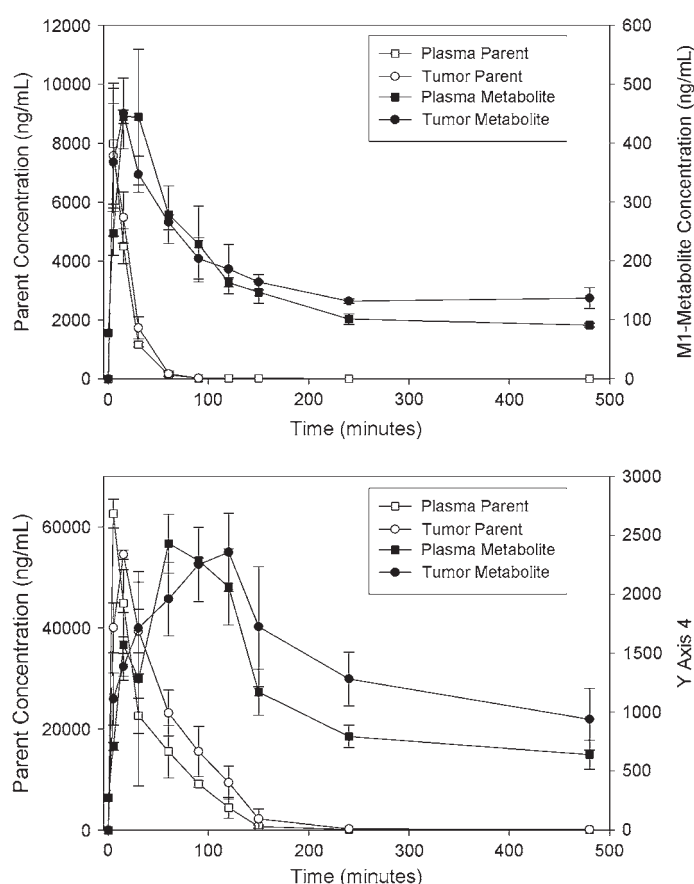 12000
10000
8000
6000
4000
2000
0
Parent Concentration (ng/mL)
600
500
400
300
200
100
0
M1-Metabolite Concentration (ng/mL)
Plasma Parent
Tumor Parent
Plasma Metabolite
Tumor Metabolite
0 100 200 300 400 500
Time (minutes)
60000
40000
20000
0
Parent Concentration (ng/mL)
3000
2500
2000
1500
1000
500
0
Y Axis 4
Plasma Parent
Tumor Parent
Plasma Metabolite
Tumor Metabolite
0 100 200 300 400 500
Time (minutes)